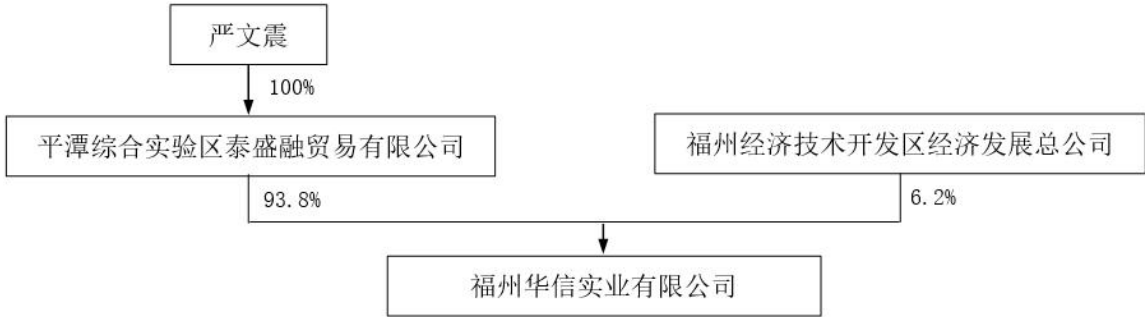 严文震
100%
平潭综合实验区泰盛融贸易有限公司
福州经济技术开发区经济发展总公司
93.8%
6.2%
福州华信实业有限公司